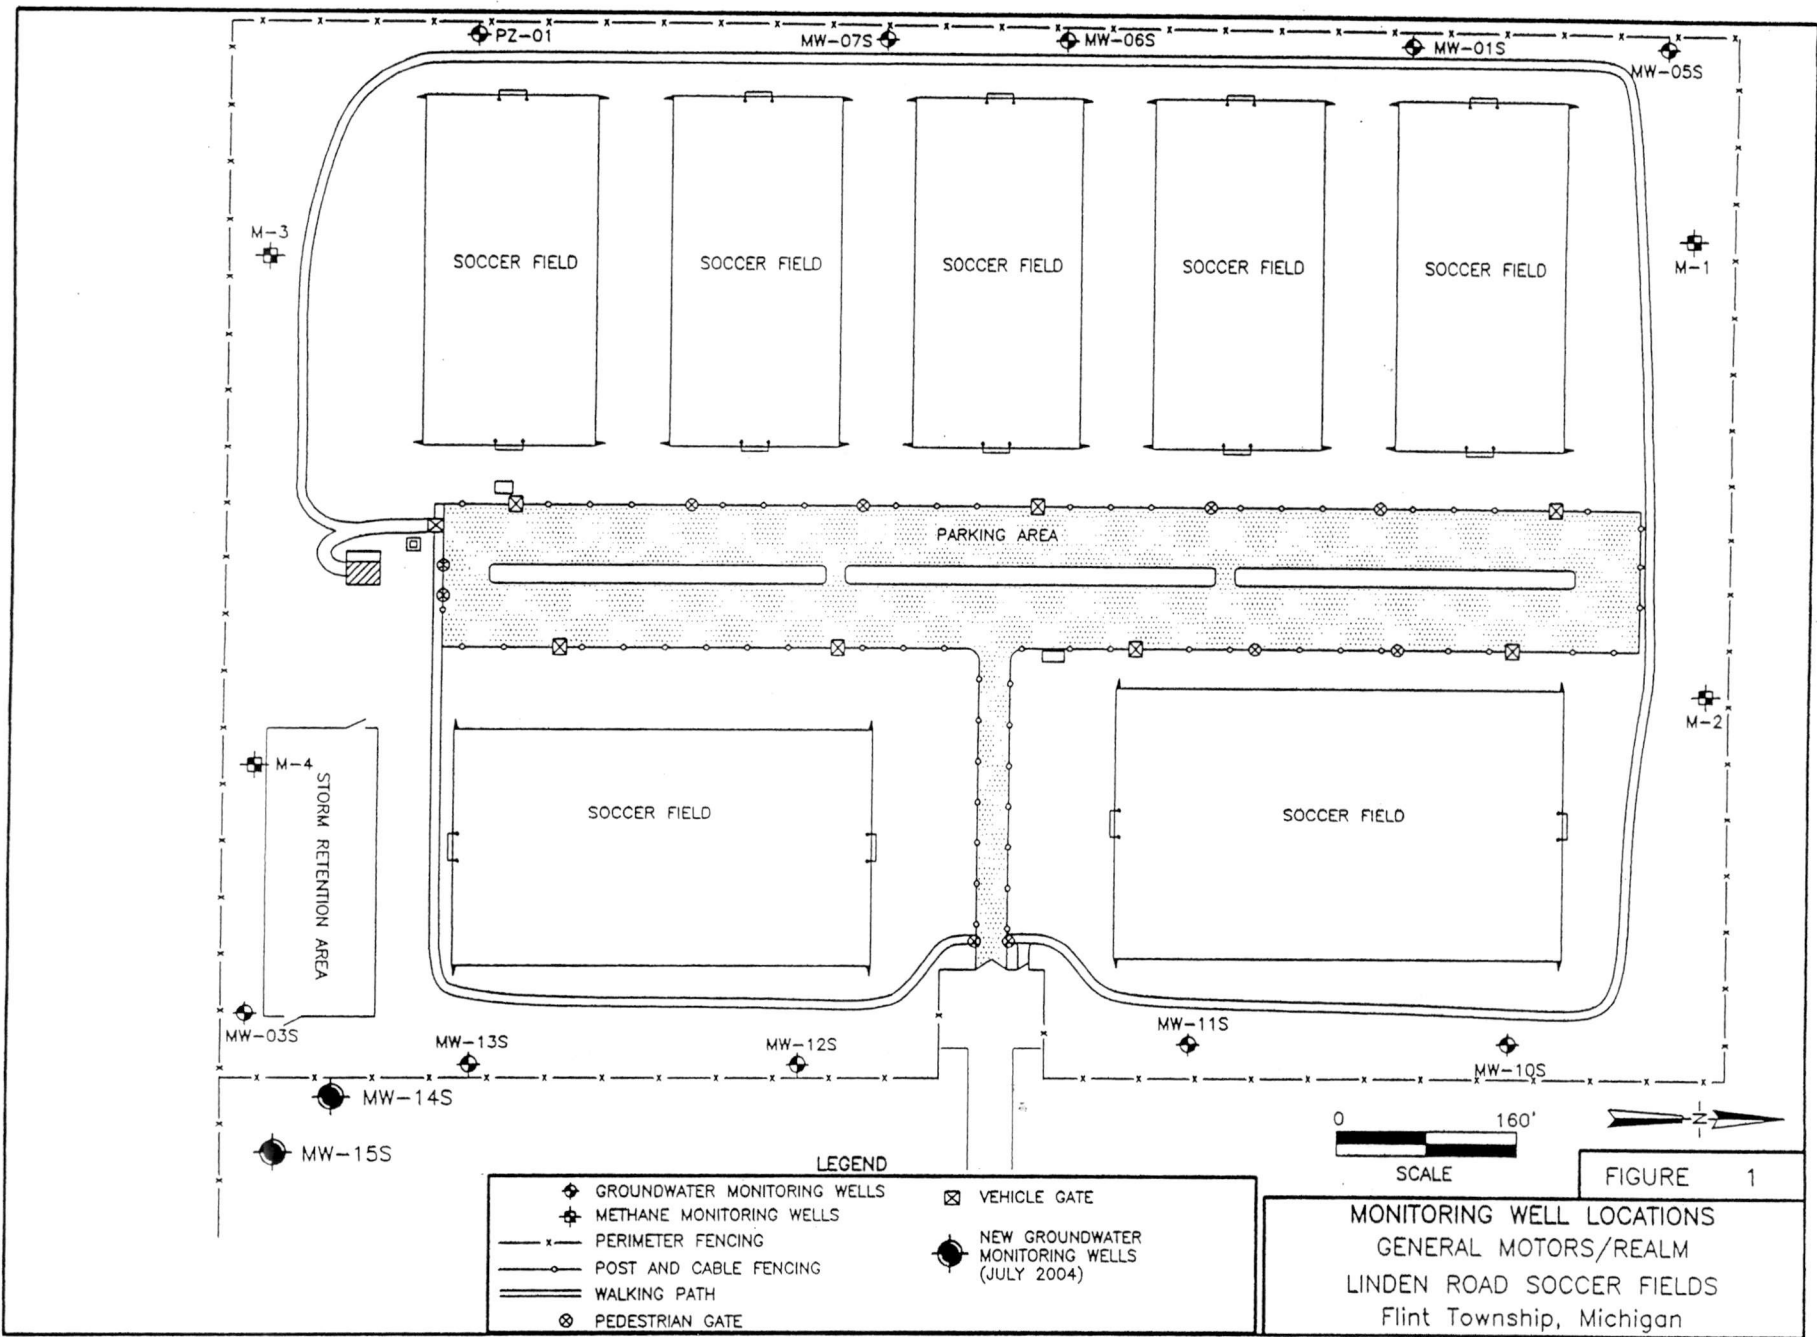 PZ-01
MW-07S
MW-06S
MW-01S
MW-05S
M-3
M-1
SOCCER FIELD
SOCCER FIELD
SOCCER FIELD
SOCCER FIELD
SOCCER FIELD
PARKING AREA
M-2
M-4
STORM RETENTION AREA
SOCCER FIELD
SOCCER FIELD
MW-03S
MW-13S
MW-12S
MW-11S
MW-10S
MW-14S
MW-15S
0 160'
SCALE
N
LEGEND
GROUNDWATER MONITORING WELLS
METHANE MONITORING WELLS
PERIMETER FENCING
POST AND CABLE FENCING
WALKING PATH
PEDESTRIAN GATE
VEHICLE GATE
NEW GROUNDWATER
MONITORING WELLS
(JULY 2004)
FIGURE 1
MONITORING WELL LOCATIONS
GENERAL MOTORS/REALM
LINDEN ROAD SOCCER FIELDS
Flint Township, Michigan